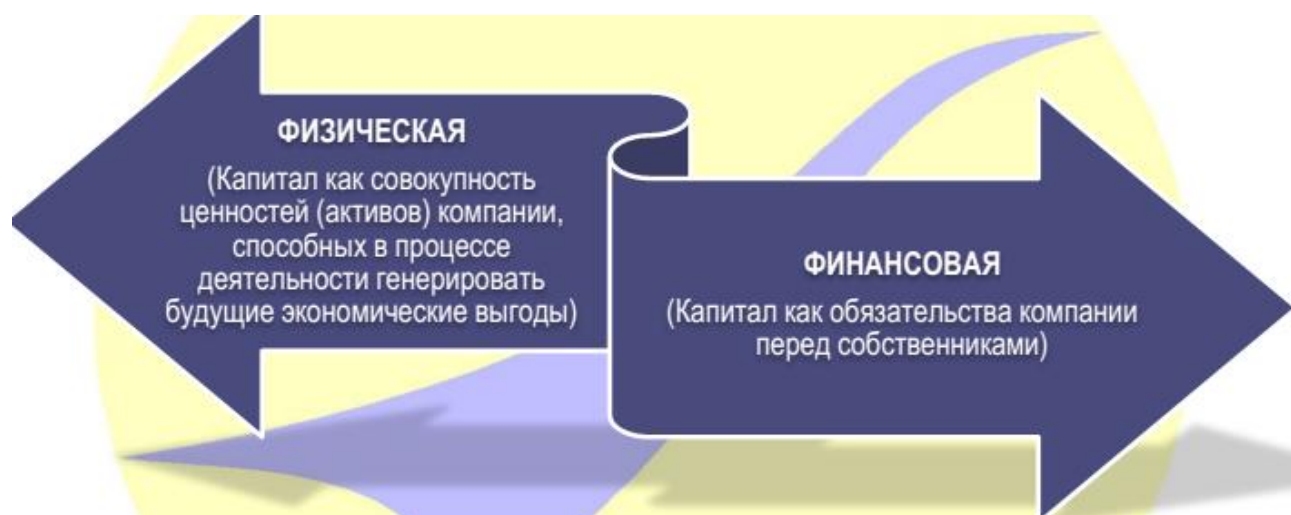 ФИЗИЧЕСКАЯ
(Капитал как совокупность
ценностей (активов) компании,
способных в процессе
деятельности генерировать
будущие экономические выгоды)
ФИНАНСОВАЯ
(Капитал как обязательства компании
перед собственниками)